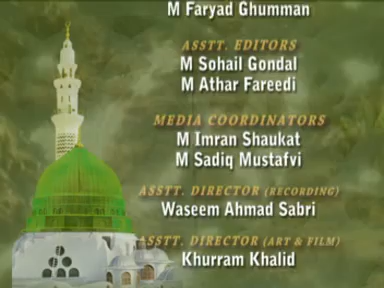 M Faryad Ghumman
ASSTT. EDITORS
M Sohail Gondal
M Athar Fareedi
MEDIA COORDINATORS
M Imran Shaukat
M Sadiq Mustafvi
ASSTT. DIRECTOR (RECORDING)
Waseem Ahmad Sabri
ASSTT. DIRECTOR (ART & FILM)
Khurram Khalid